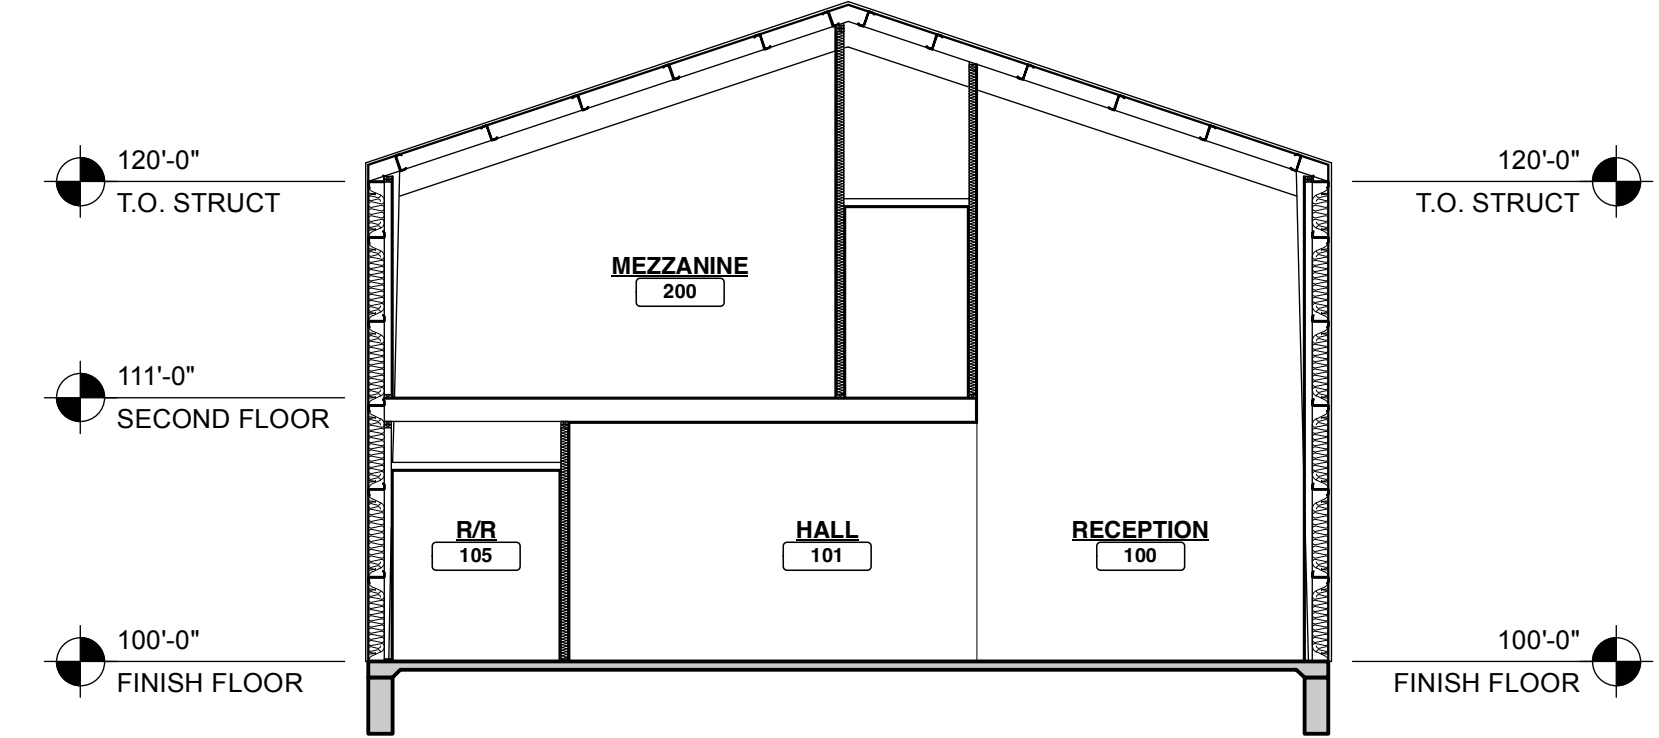 120'-0"
T.O. STRUCT
120'-0"
T.O. STRUCT
MEZZANINE
200
111'-0"
SECOND FLOOR
R/R
105
HALL
101
RECEPTION
100
100'-0"
FINISH FLOOR
100'-0"
FINISH FLOOR